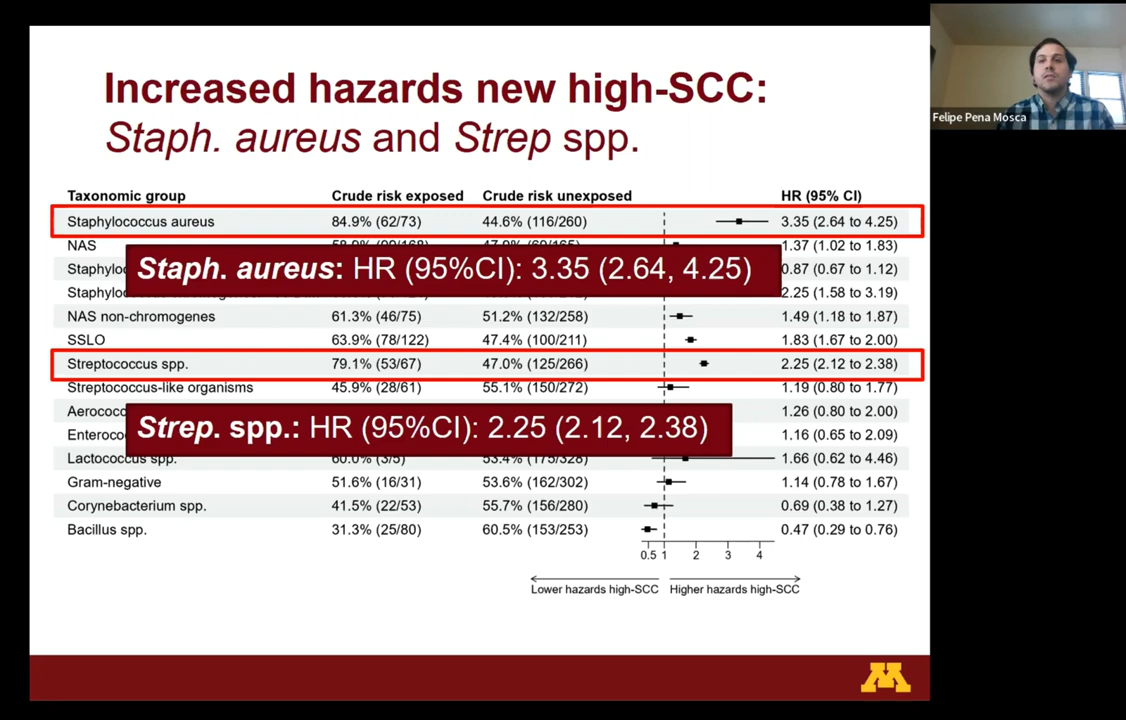 Increased hazards new high-SCC:
Staph. aureus and Strep spp.
Felipe Pena Mosca
Taxonomic group Crude risk exposed Crude risk unexposed HR (95% CI)
Staphylococcus aureus 84.9% (62/73) 44.6% (116/260) 3.35 (2.64 to 4.25)
NAS 1.37 (1.02 to 1.83)
Staph. aureus: HR (95%CI): 3.35 (2.64, 4.25)
0.87 (0.67 to 1.12)
2.25 (1.58 to 3.19)
NAS non-chromogenes 61.3% (46/75) 51.2% (132/258) 1.49 (1.18 to 1.87)
SSLO 63.9% (78/122) 47.4% (100/211) 1.83 (1.67 to 2.00)
Streptococcus spp. 79.1% (53/67) 47.0% (125/266) 2.25 (2.12 to 2.38)
Streptococcus-like organisms 45.9% (28/61) 55.1% (150/272) 1.19 (0.80 to 1.77)
1.26 (0.80 to 2.00)
Strep. spp.: HR (95%CI): 2.25 (2.12, 2.38)
1.16 (0.65 to 2.09)
Lactococcus spp. 60.0% (3/5) 53.4% (175/328) 1.66 (0.62 to 4.46)
Gram-negative 51.6% (16/31) 53.6% (162/302) 1.14 (0.78 to 1.67)
Corynebacterium spp. 41.5% (22/53) 55.7% (156/280) 0.69 (0.38 to 1.27)
Bacillus spp. 31.3% (25/80) 60.5% (153/253) 0.47 (0.29 to 0.76)
0.5 1 2 3 4
Lower hazards high-SCC Higher hazards high-SCC
M